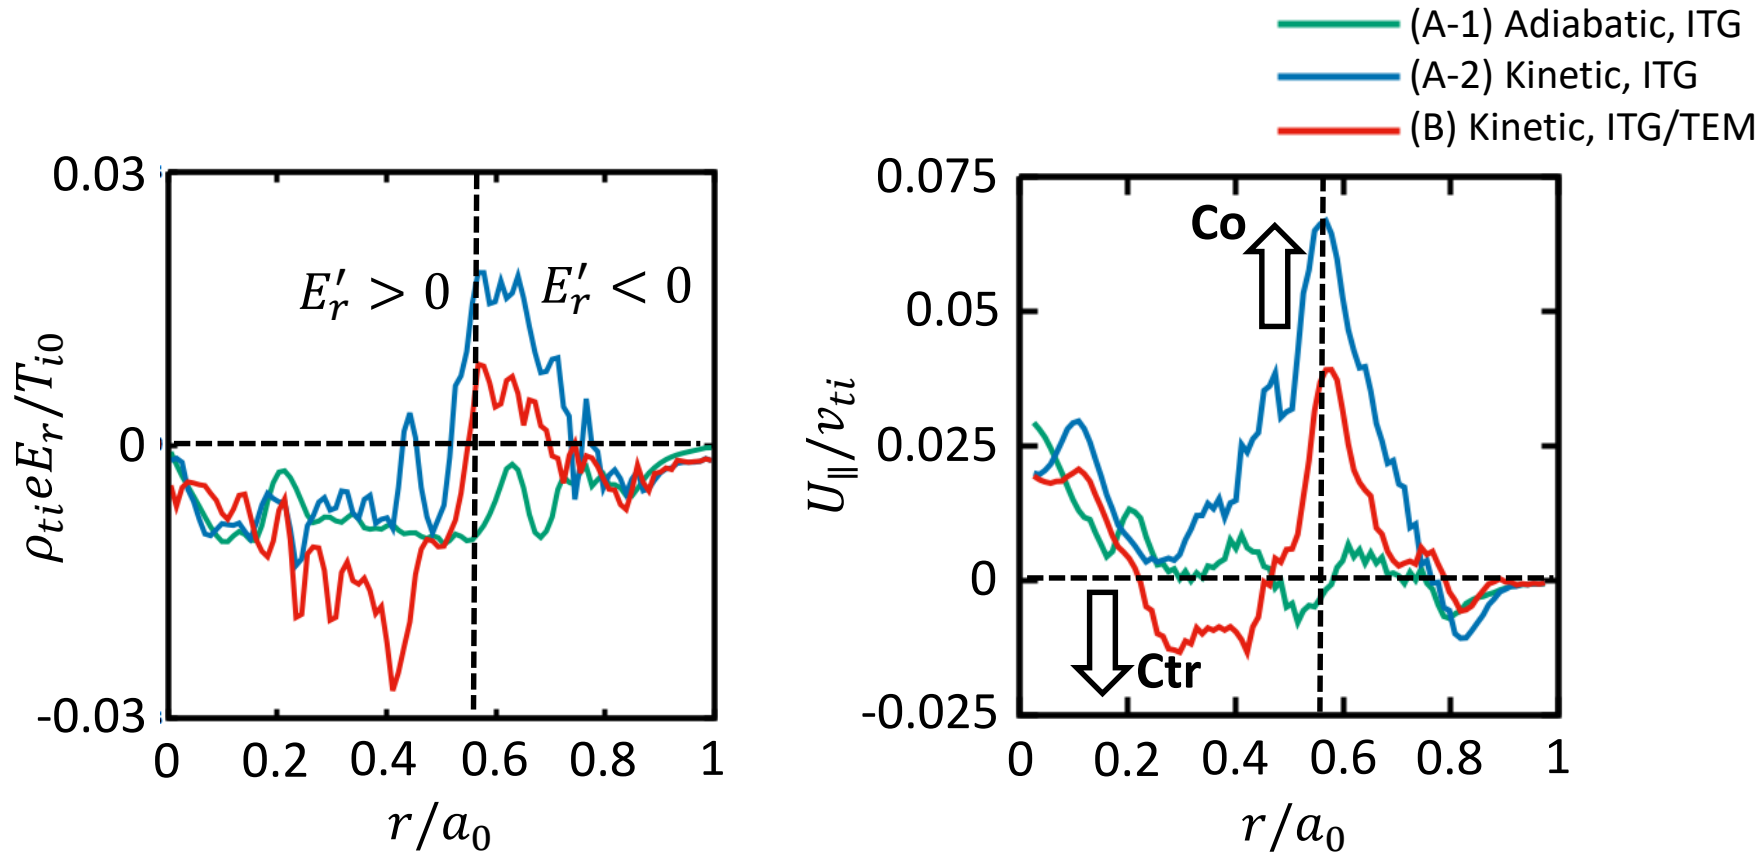 (A-1) Adiabatic, ITG
(A-2) Kinetic, ITG
(B) Kinetic, ITG/TEM
0.03
0
-0.03
0 0.2 0.4 0.6 0.8 1
r/a₀
ρₜᵢeEᵣ/Tᵢ₀
E′ᵣ > 0
E′ᵣ < 0
0.075
0.05
0.025
0
-0.025
0 0.2 0.4 0.6 0.8 1
r/a₀
U∥/vₜᵢ
Co
Ctr